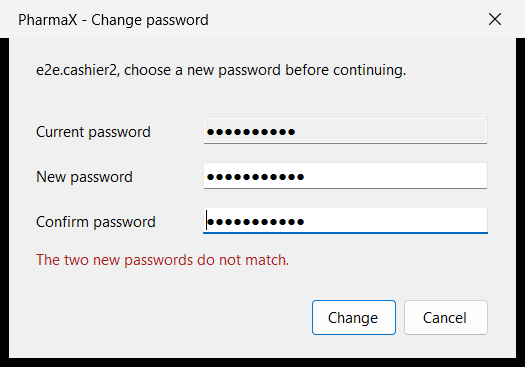 PharmaX - Change password
e2e.cashier2, choose a new password before continuing.
Current password ●●●●●●●●●●
New password ●●●●●●●●●●●
Confirm password ●●●●●●●●●●●
The two new passwords do not match.
Change Cancel